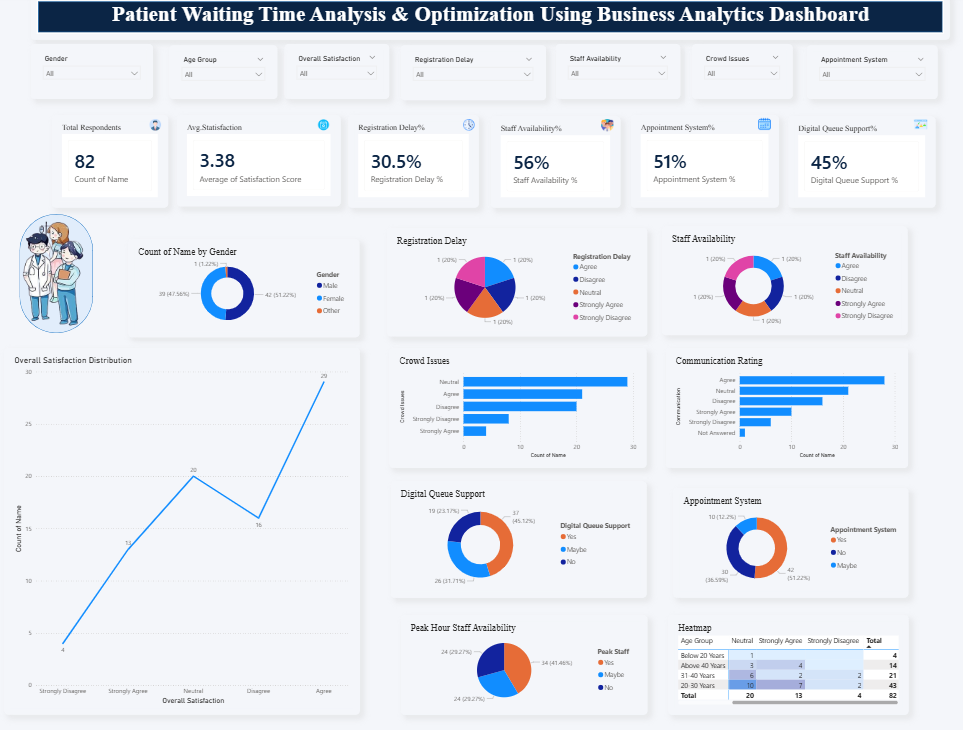 Patient Waiting Time Analysis & Optimization Using Business Analytics Dashboard
Gender
All
Age Group
All
Overall Satisfaction
All
Registration Delay
All
Staff Availability
All
Crowd Issues
All
Appointment System
All
Total Respondents
82
Count of Name
Avg.Statisfaction
3.38
Average of Satisfaction Score
Registration Delay%
30.5%
Registration Delay %
Staff Availability%
56%
Staff Availability %
Appointment System%
51%
Appointment System %
Digital Queue Support%
45%
Digital Queue Support %
Count of Name by Gender
1 (1.22%)
39 (47.56%)
42 (51.22%)
Gender
Male
Female
Other
Registration Delay
1 (20%)
1 (20%)
1 (20%)
1 (20%)
1 (20%)
Registration Delay
Agree
Disagree
Neutral
Strongly Agree
Strongly Disagree
Staff Availability
1 (20%)
1 (20%)
1 (20%)
1 (20%)
1 (20%)
Staff Availability
Agree
Disagree
Neutral
Strongly Agree
Strongly Disagree
Overall Satisfaction Distribution
Count of Name
30
25
20
15
10
5
0
4
13
20
16
29
Strongly Disagree
Strongly Agree
Neutral
Disagree
Agree
Overall Satisfaction
Crowd Issues
Crowd Issues
Neutral
Agree
Disagree
Strongly Disagree
Strongly Agree
0
10
20
30
Count of Name
Communication Rating
Communication
Agree
Neutral
Disagree
Strongly Agree
Strongly Disagree
Not Answered
0
10
20
30
Count of Name
Digital Queue Support
19 (23.17%)
37
(45.12%)
26 (31.71%)
Digital Queue Support
Yes
Maybe
No
Appointment System
10 (12.2%)
30
(36.59%)
42
(51.22%)
Appointment System
Yes
No
Maybe
Peak Hour Staff Availability
24 (29.27%)
34 (41.46%)
24 (29.27%)
Peak Staff
Yes
Maybe
No
Heatmap
Age Group Neutral Strongly Agree Strongly Disagree Total
Below 20 Years 1 4
Above 40 Years 3 4 14
31-40 Years 6 2 2 21
20-30 Years 10 7 2 43
Total 20 13 4 82